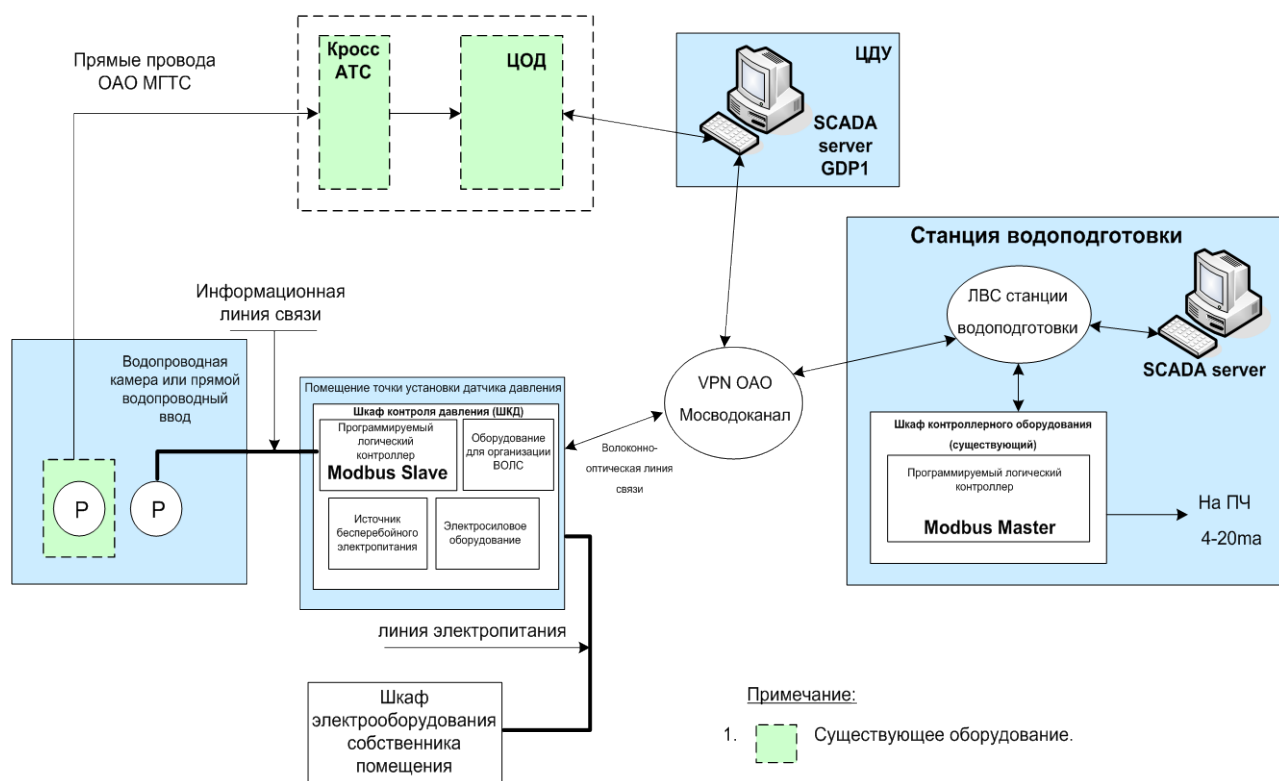 Прямые провода
ОАО МГТС
Кросс
АТС
ЦОД
ЦДУ
SCADA
server
GDP1
Станция водоподготовки
ЛВС станции
водоподготовки
SCADA server
Шкаф контроллерного оборудования
(существующий)
Программируемый логический
контроллер
Modbus Master
На ПЧ
4-20ma
Информационная
линия связи
Водопроводная
камера или прямой
водопроводный
ввод
P
P
Помещение точки установки датчика давления
Шкаф контроля давления (ШКД)
Программируемый
логический
контроллер
Modbus Slave
Оборудование
для организации
ВОЛС
Источник
бесперебойного
электропитания
Электросиловое
оборудование
Волоконно-
оптическая линия
связи
VPN ОАО
Мосводоканал
линия электропитания
Шкаф
электрооборудования
собственника
помещения
Примечание:
1. Существующее оборудование.